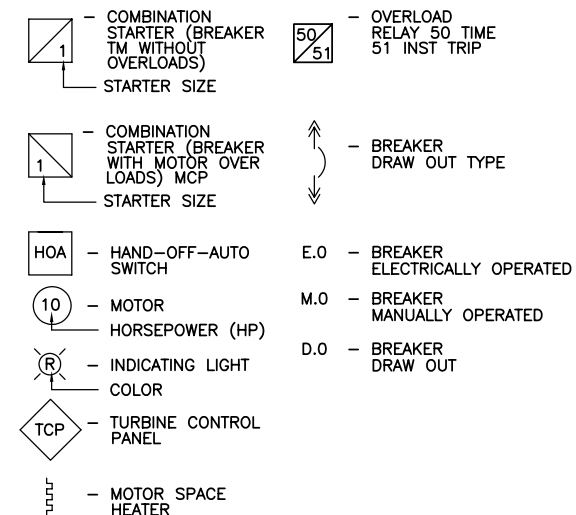 1
– COMBINATION
STARTER (BREAKER
TM WITHOUT
OVERLOADS)
STARTER SIZE
1
– COMBINATION
STARTER (BREAKER
WITH MOTOR OVER
LOADS) MCP
STARTER SIZE
HOA
– HAND–OFF–AUTO
SWITCH
10
– MOTOR
HORSEPOWER (HP)
R
– INDICATING LIGHT
COLOR
TCP
– TURBINE CONTROL
PANEL
– MOTOR SPACE
HEATER
50
51
– OVERLOAD
RELAY 50 TIME
51 INST TRIP
– BREAKER
DRAW OUT TYPE
E.O – BREAKER
ELECTRICALLY OPERATED
M.O – BREAKER
MANUALLY OPERATED
D.O – BREAKER
DRAW OUT